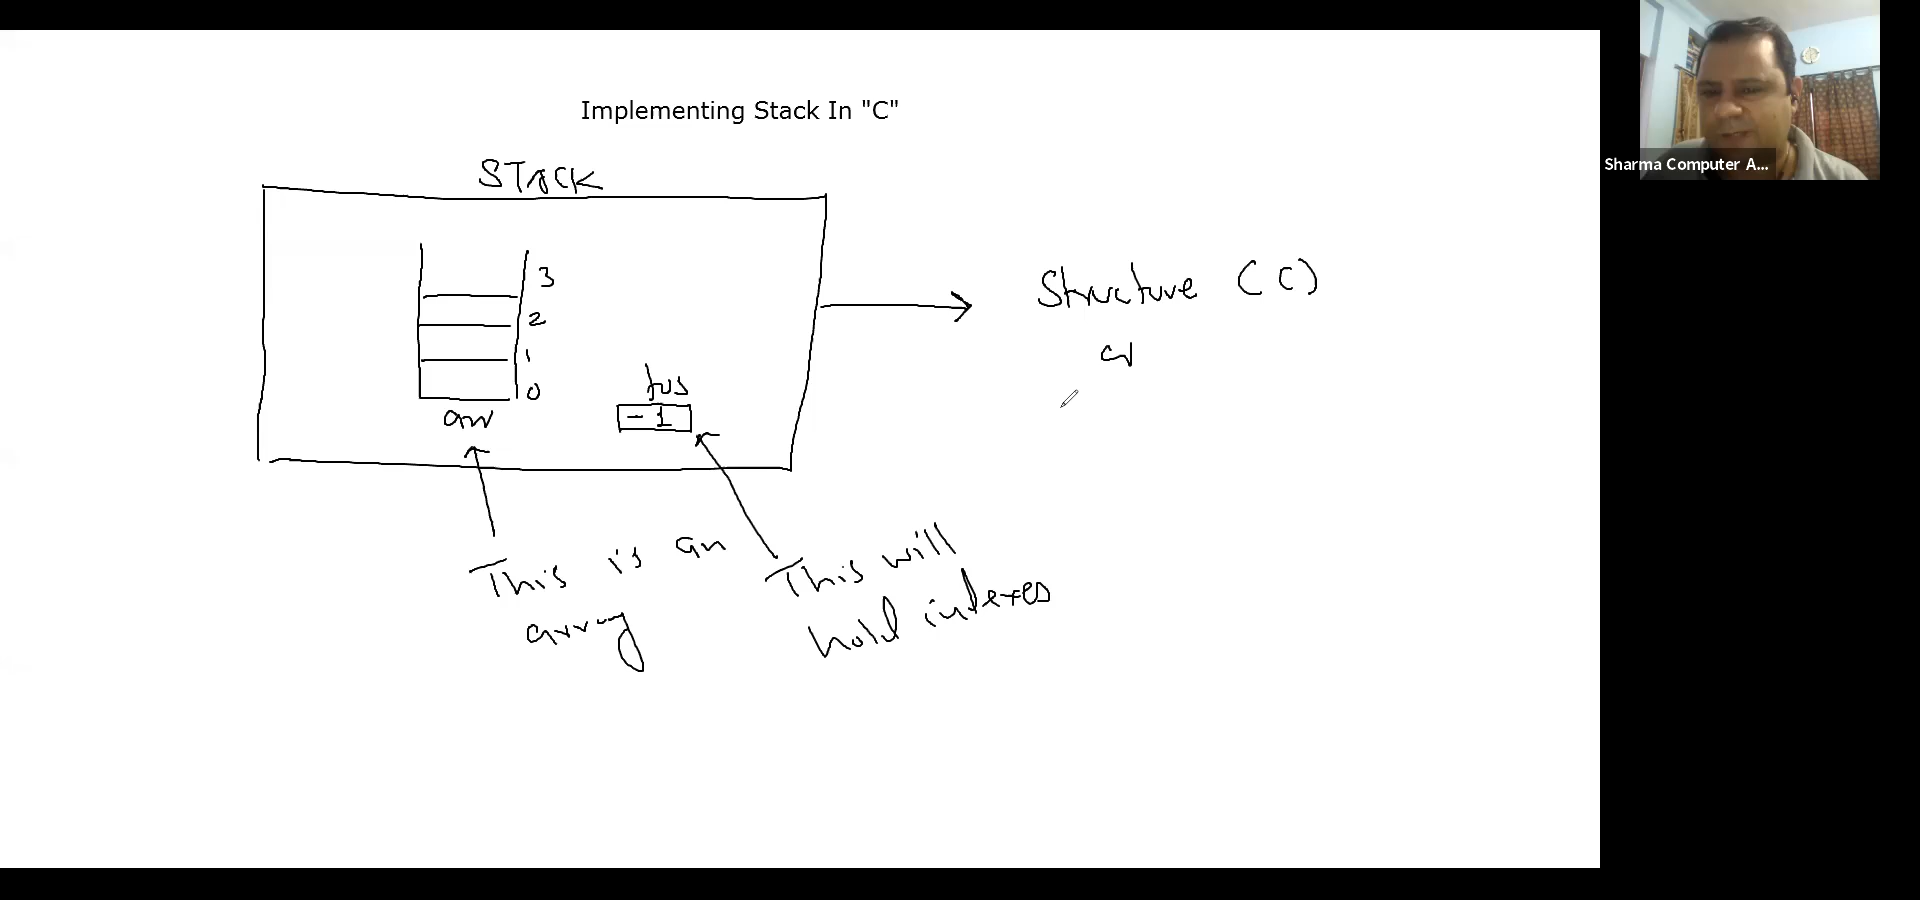 Implementing Stack In "C"
STACK
3
2
1
0
arr
tos
-1
Structure (C)
or
This is an
array
This will
hold indexes
Sharma Computer A...